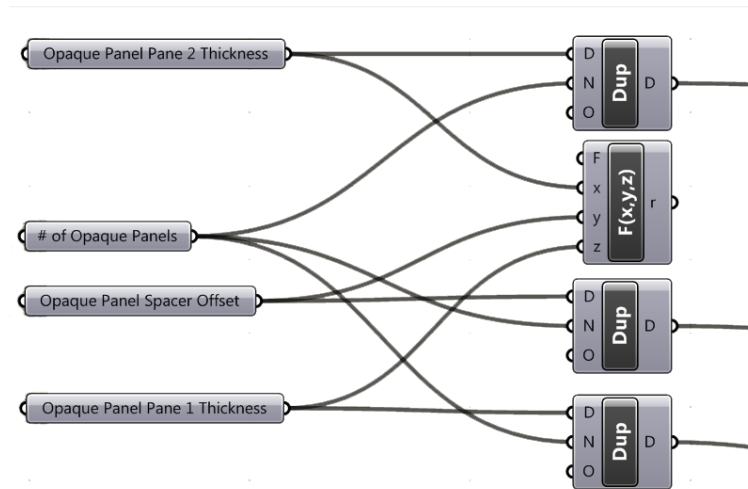 Opaque Panel Pane 2 Thickness
D
N
O
Dup
D
F
x
y
z
F(x,y,z)
r
# of Opaque Panels
Opaque Panel Spacer Offset
D
N
O
Dup
D
Opaque Panel Pane 1 Thickness
D
N
O
Dup
D